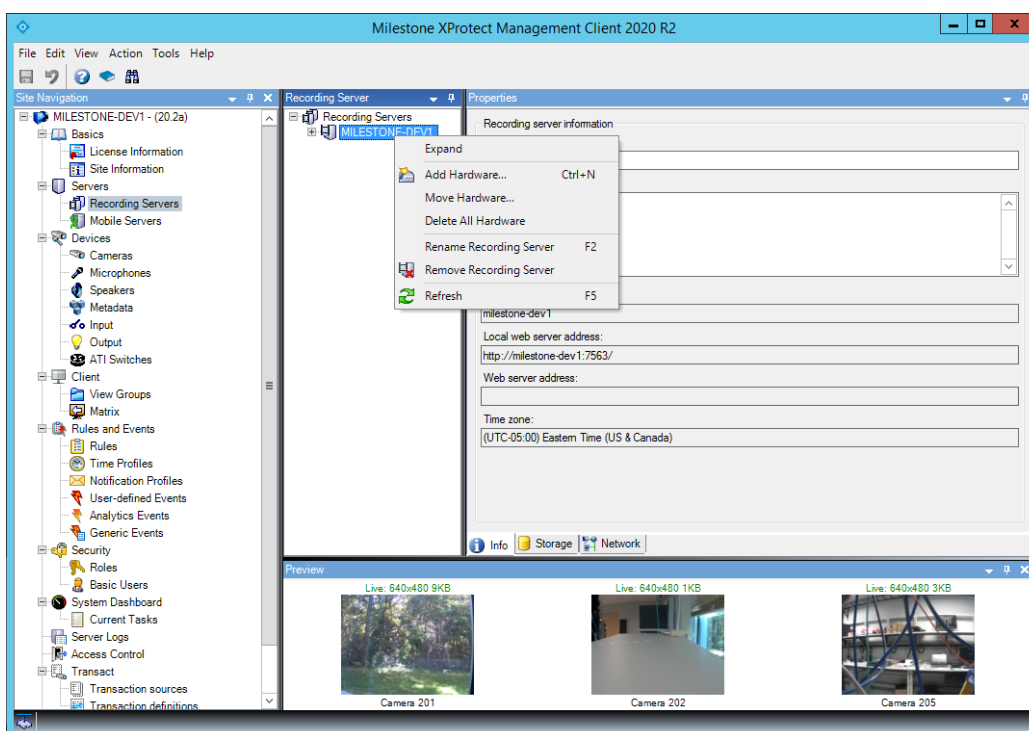 Milestone XProtect Management Client 2020 R2
File Edit View Action Tools Help
Site Navigation
MILESTONE-DEV1 - (20.2a)
Basics
License Information
Site Information
Servers
Recording Servers
Mobile Servers
Devices
Cameras
Microphones
Speakers
Metadata
Input
Output
ATI Switches
Client
View Groups
Matrix
Rules and Events
Rules
Time Profiles
Notification Profiles
User-defined Events
Analytics Events
Generic Events
Security
Roles
Basic Users
System Dashboard
Current Tasks
Server Logs
Access Control
Transact
Transaction sources
Transaction definitions
Recording Server
Recording Servers
MILESTONE-DEV1
Expand
Add Hardware... Ctrl+N
Move Hardware...
Delete All Hardware
Rename Recording Server F2
Remove Recording Server
Refresh F5
Properties
Recording server information
milestone-dev1
Local web server address:
http://milestone-dev1:7563/
Web server address:
Time zone:
(UTC-05:00) Eastern Time (US & Canada)
Info Storage Network
Preview
Live: 640x480 9KB Live: 640x480 1KB Live: 640x480 3KB
Camera 201 Camera 202 Camera 205